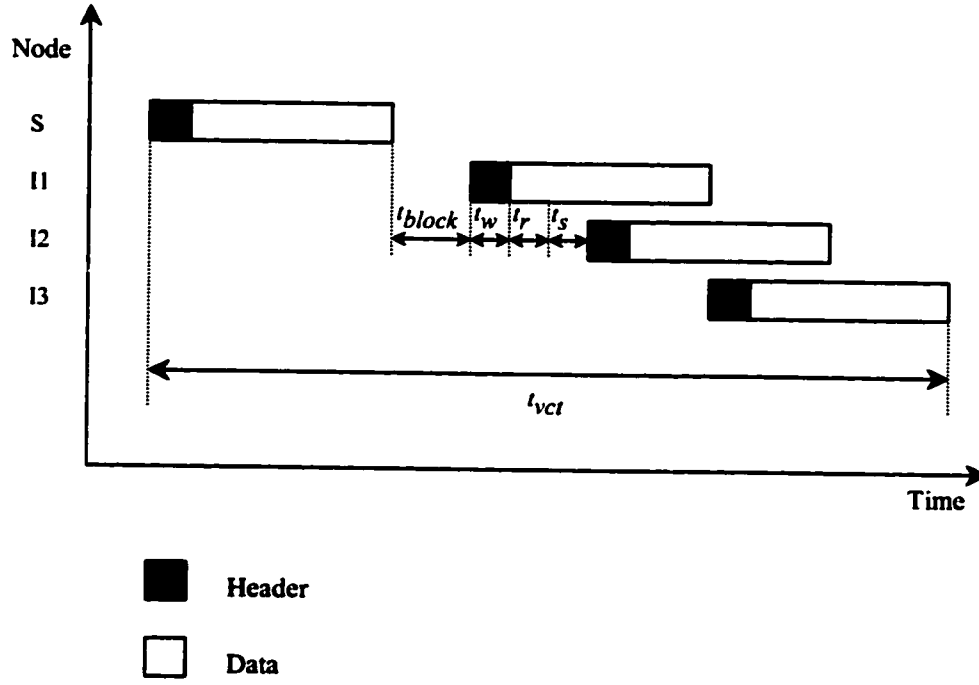 Node
S
I1
t_block t_w t_r t_s
I2
I3
t_vct
Time
Header
Data